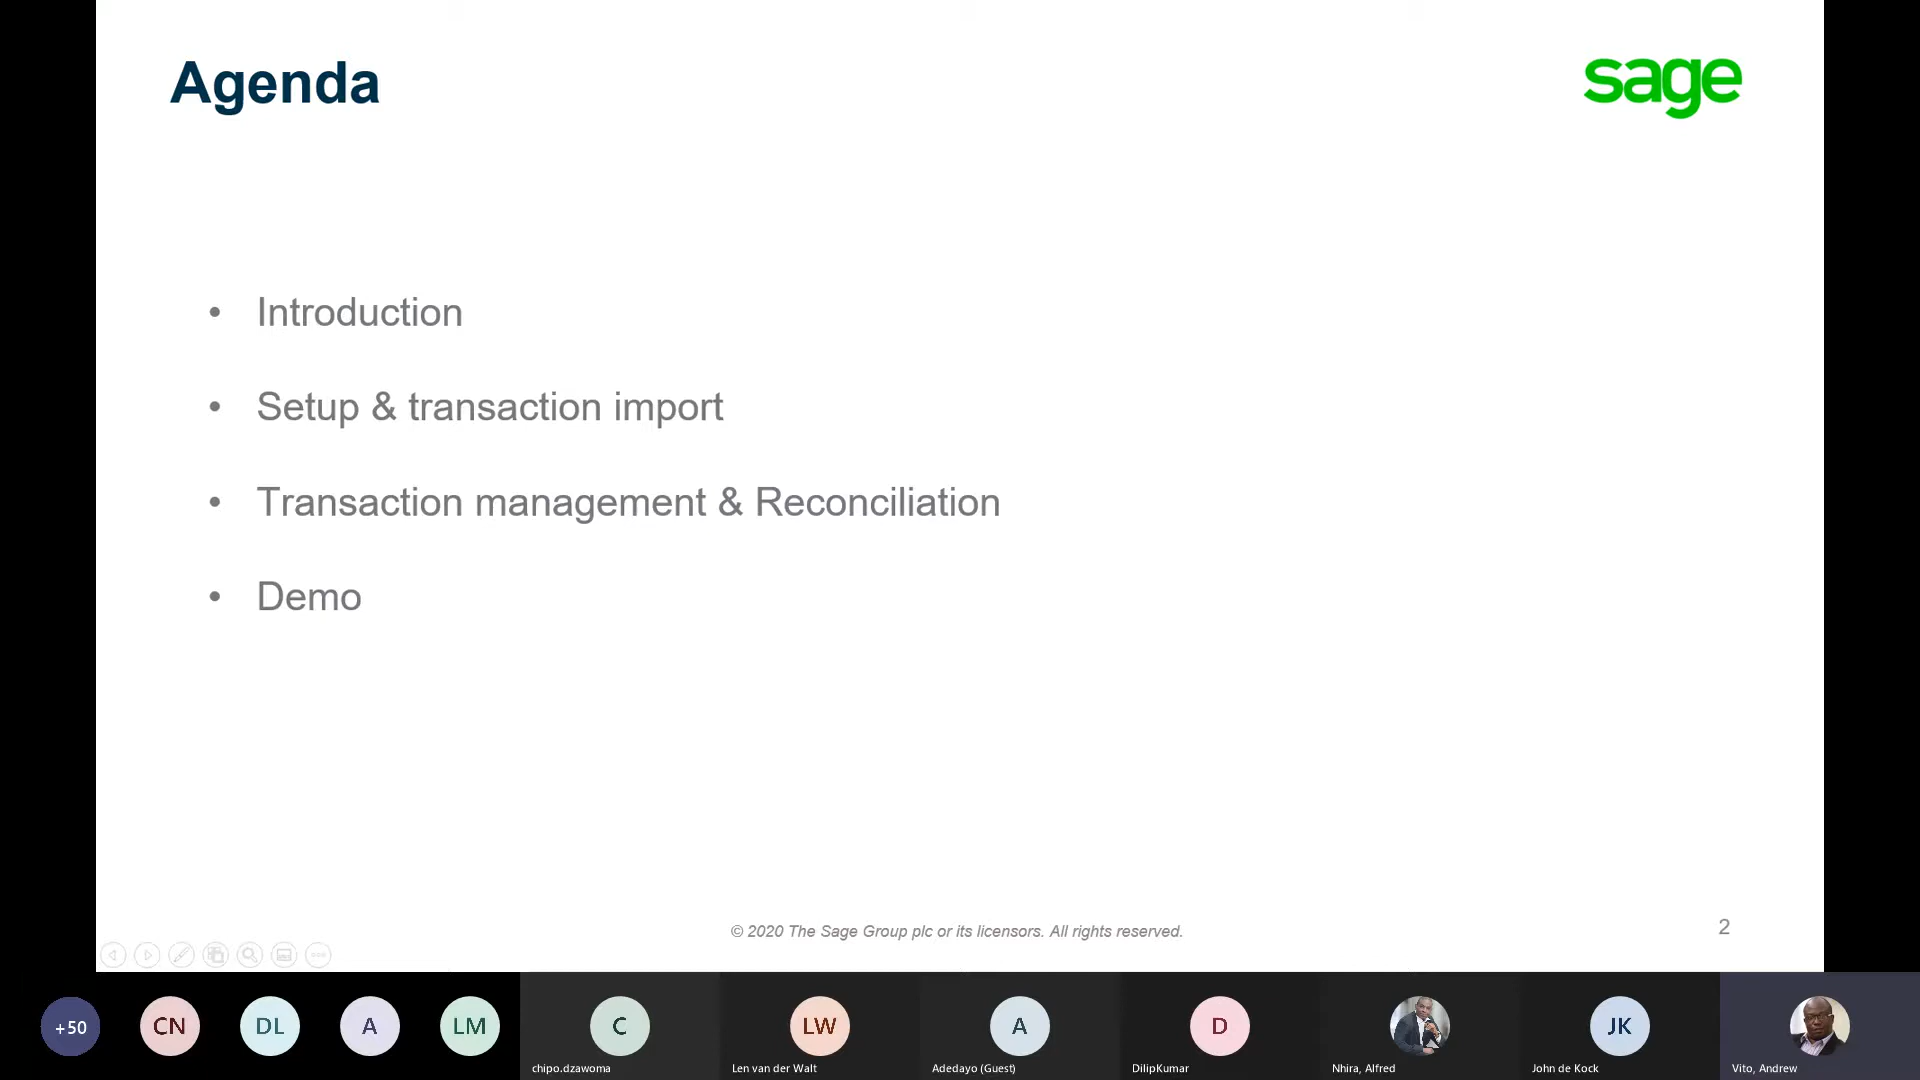 Agenda
sage
• Introduction
• Setup & transaction import
• Transaction management & Reconciliation
• Demo
© 2020 The Sage Group plc or its licensors. All rights reserved.
2
+50
CN
DL
A
LM
C
LW
A
D
JK
chipo.dzawoma
Len van der Walt
Adedayo (Guest)
DilipKumar
Nhira, Alfred
John de Kock
Vito, Andrew